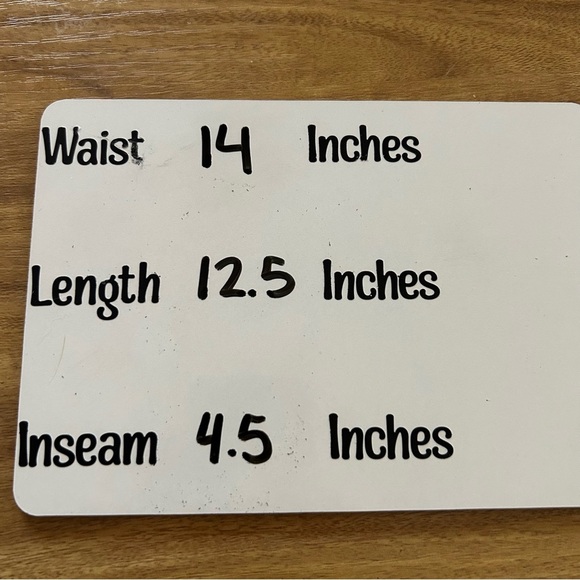 Waist 14 Inches
Length 12.5 Inches
Inseam 4.5 Inches